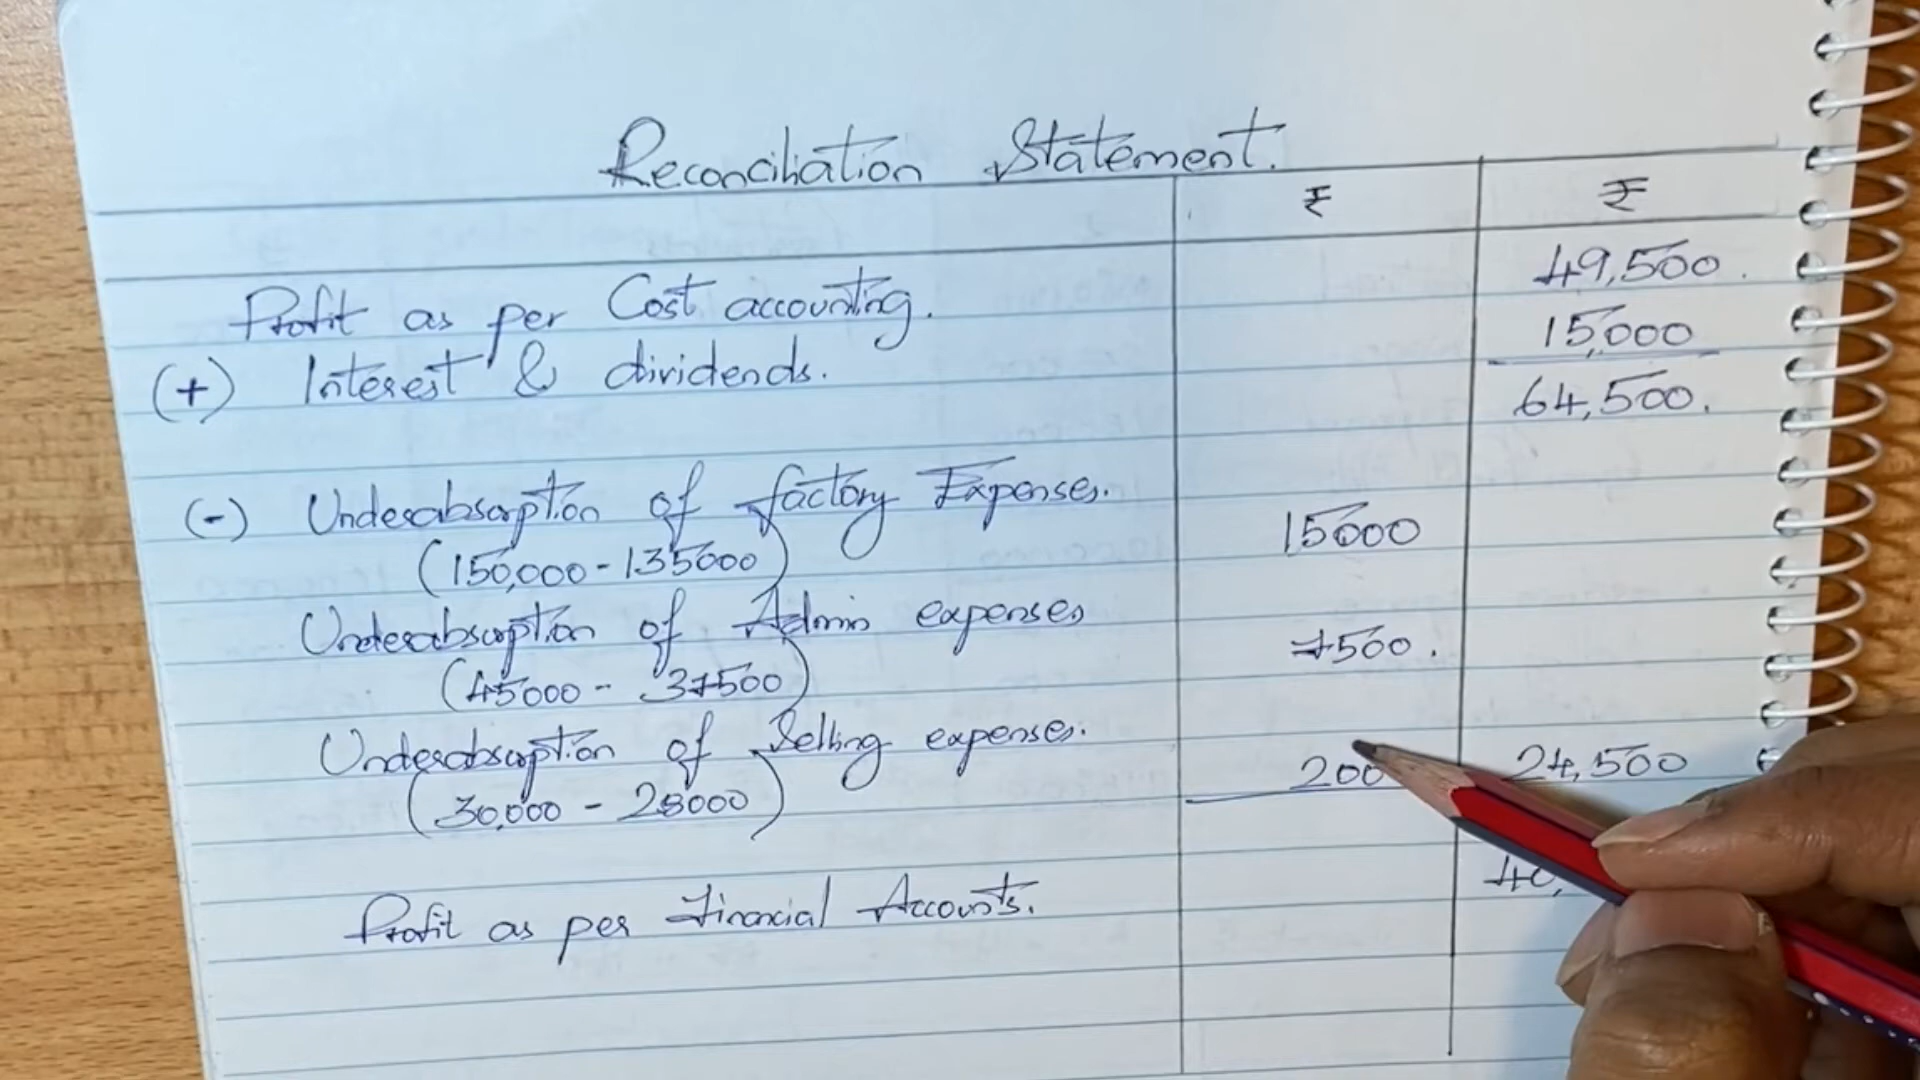 Reconciliation Statement.
₹ ₹
Profit as per Cost accounting. 49,500.
(+) Interest & dividends. 15,000
64,500.
(-) Underabsorption of factory Expenses. 15000
(150,000 - 135000)
Underabsorption of Admin expenses 7500.
(45000 - 37500)
Underabsorption of Selling expenses. 200 24,500
(30,000 - 28000)
Profit as per Financial Accounts. 40,